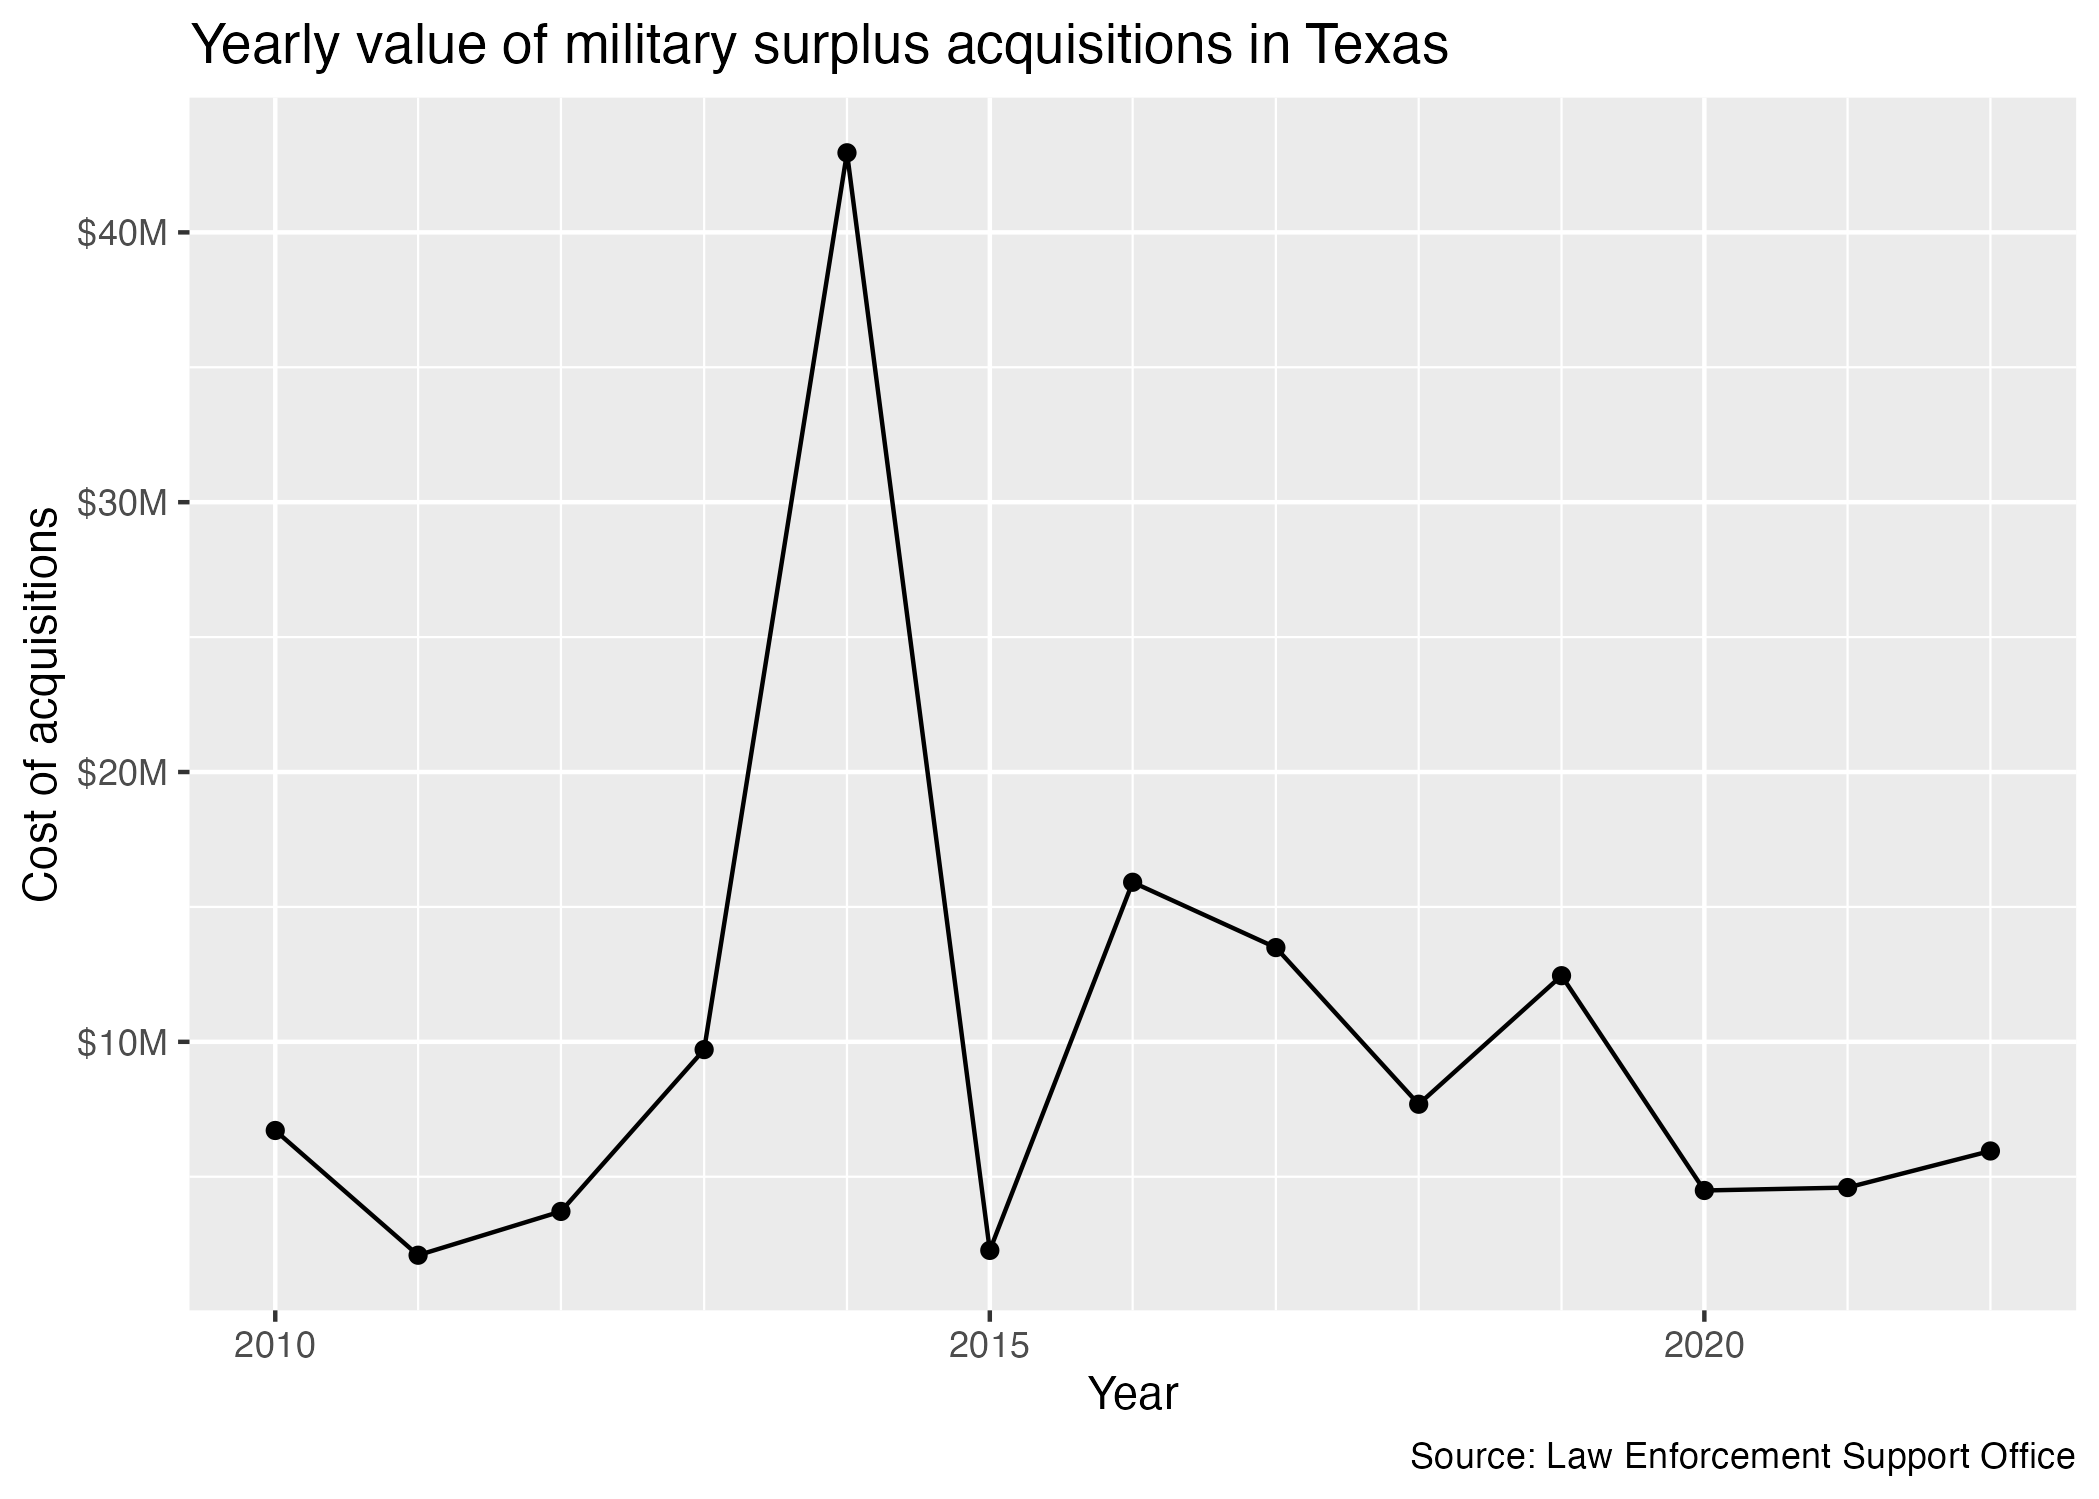 Yearly value of military surplus acquisitions in Texas
Cost of acquisitions
$40M
$30M
$20M
$10M
2010
2015
2020
Year
Source: Law Enforcement Support Office